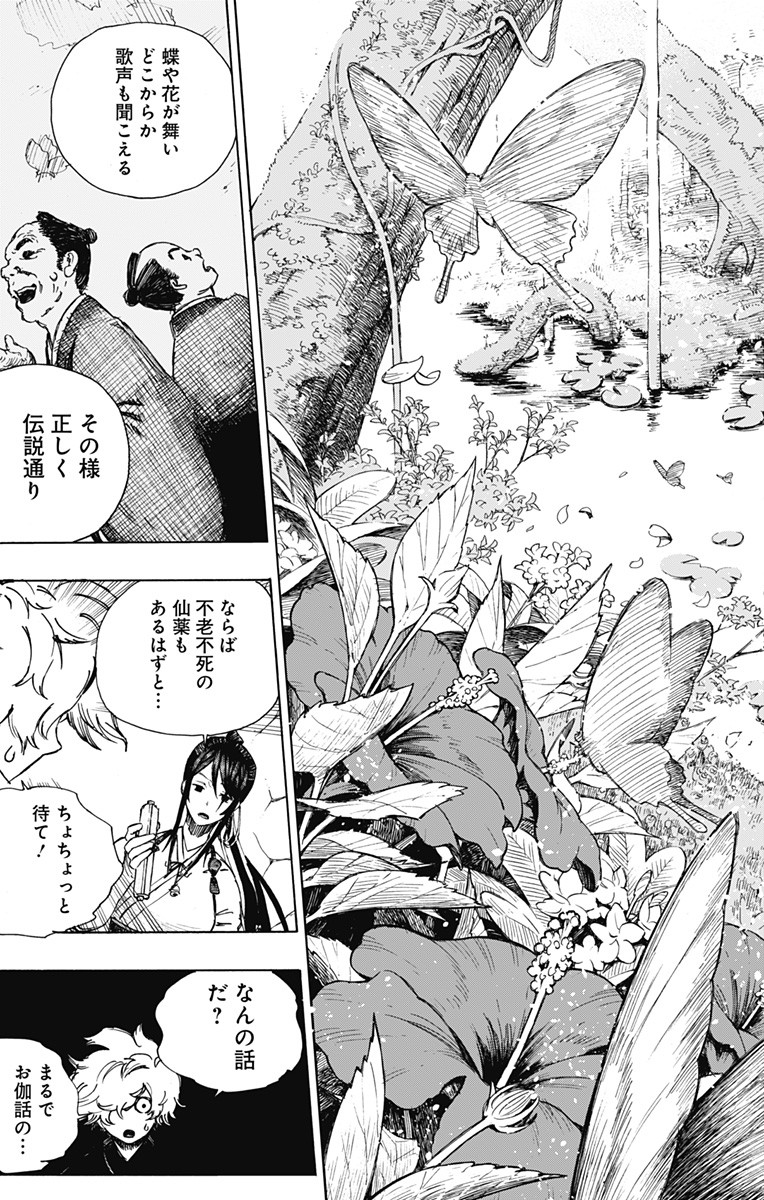 蝶や花が舞い
どこからか
歌声も聞こえる
その様
正しく
伝説通り
ならば
不老不死の
仙薬も
あるはずと…
ちょちょっと
待て！
なんの話
だ？
まるで
お伽話の…